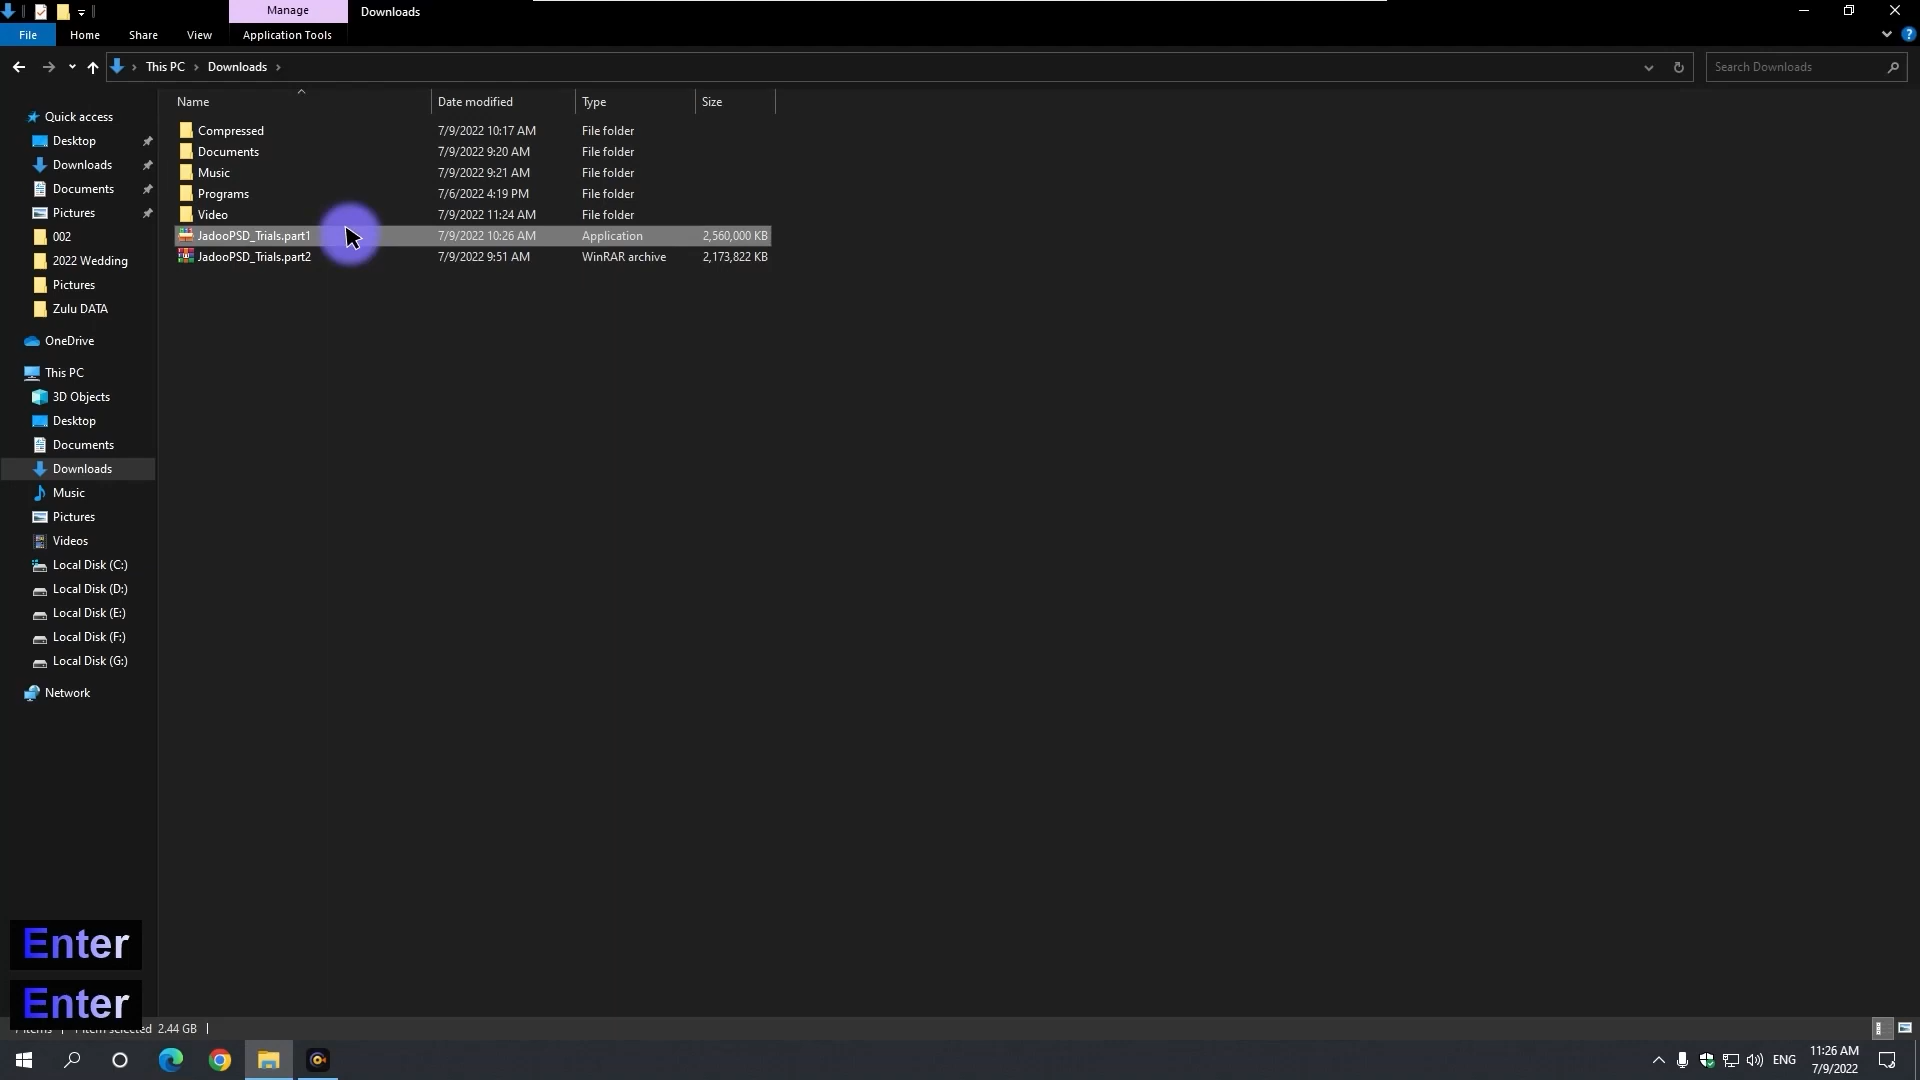 Manage
Downloads
File
Home
Share
View
Application Tools
This PC
Downloads
Search Downloads
Name
Date modified
Type
Size
Quick access
Desktop
Downloads
Documents
Pictures
002
2022 Wedding
Pictures
Zulu DATA
OneDrive
This PC
3D Objects
Desktop
Documents
Downloads
Music
Pictures
Videos
Local Disk (C:)
Local Disk (D:)
Local Disk (E:)
Local Disk (F:)
Local Disk (G:)
Network
Compressed 7/9/2022 10:17 AM File folder
Documents 7/9/2022 9:20 AM File folder
Music 7/9/2022 9:21 AM File folder
Programs 7/6/2022 4:19 PM File folder
Video 7/9/2022 11:24 AM File folder
JadooPSD_Trials.part1 7/9/2022 10:26 AM Application 2,560,000 KB
JadooPSD_Trials.part2 7/9/2022 9:51 AM WinRAR archive 2,173,822 KB
Enter
Enter
7 items 1 item selected 2.44 GB
ENG
11:26 AM
7/9/2022